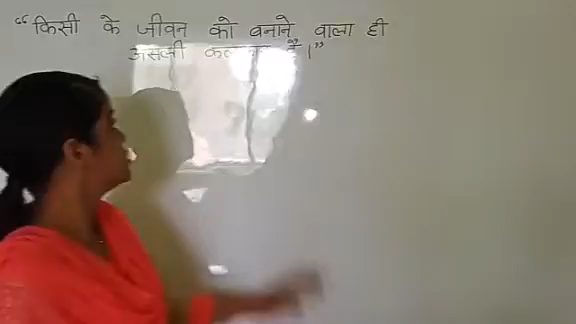 “किसी के जीवन को बनाने वाला ही
असली है।”